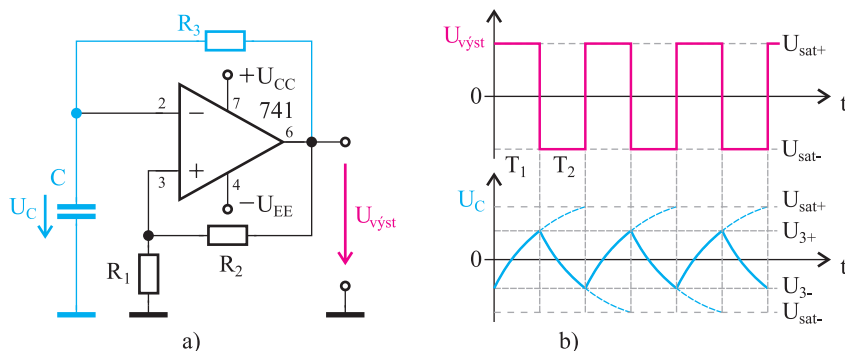 R3
+UCC
2
7
741
6
−
+
3
4
C
UC
−UEE
Uvýst
R1
R2
a)
Uvýst
Usat+
0
t
T1
T2
Usat-
UC
Usat+
U3+
0
t
U3-
Usat-
b)